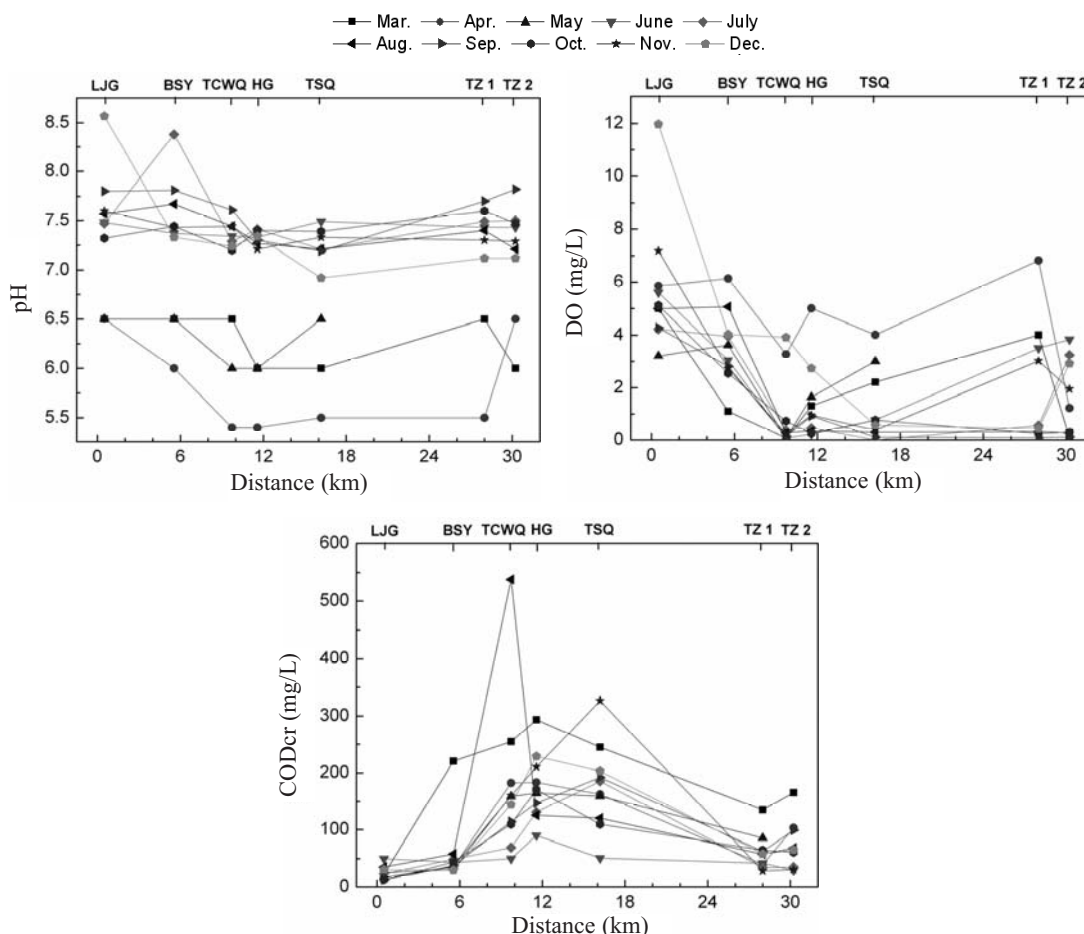 Mar. Apr. May June July
Aug. Sep. Oct. Nov. Dec.
LJG BSY TCWQ HG TSQ TZ 1 TZ 2
8.5
8.0
7.5
7.0
6.5
6.0
5.5
pH
0 6 12 18 24 30
Distance (km)
LJG BSY TCWQ HG TSQ TZ 1 TZ 2
12
10
8
6
4
2
0
DO (mg/L)
0 6 12 18 24 30
Distance (km)
LJG BSY TCWQ HG TSQ TZ 1 TZ 2
600
500
400
300
200
100
0
CODcr (mg/L)
0 6 12 18 24 30
Distance (km)